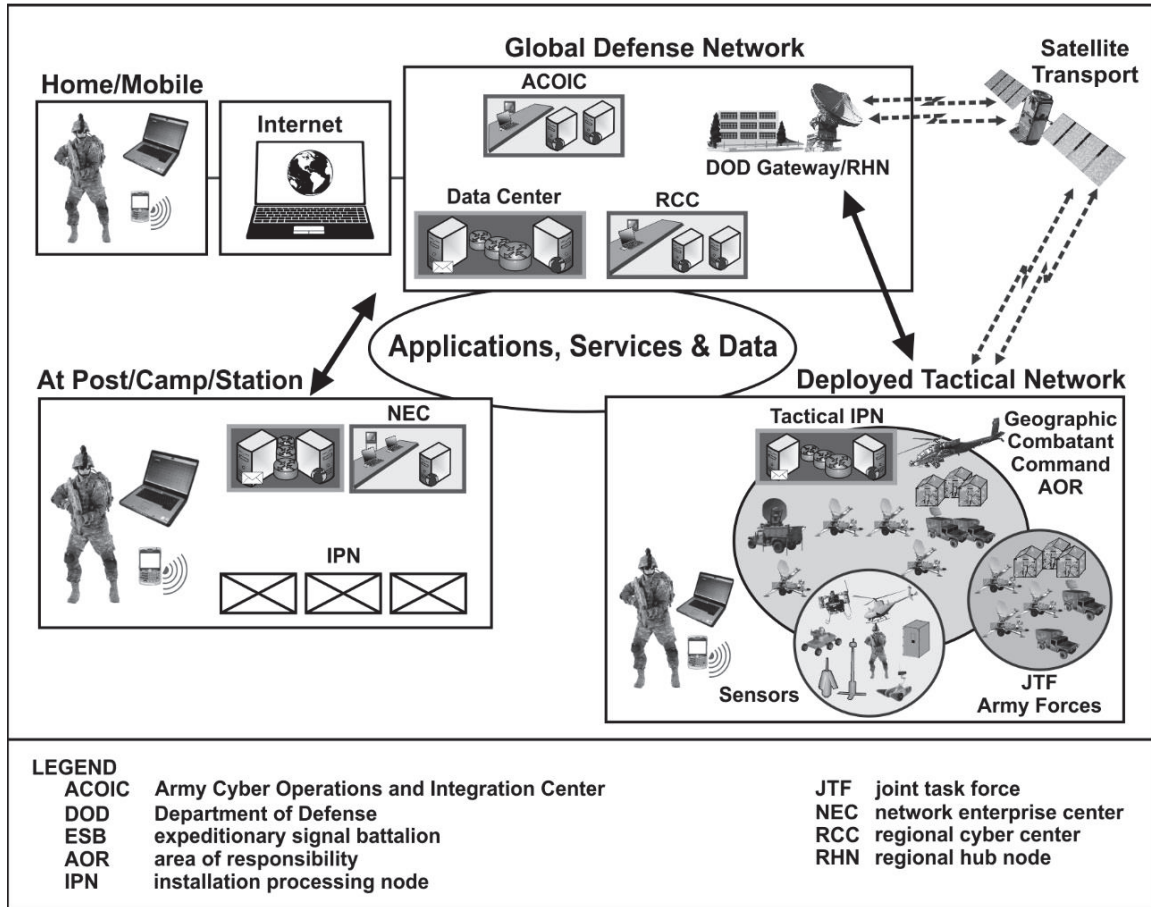 Global Defense Network
Satellite
Transport
Home/Mobile
Internet
ACOIC
DOD Gateway/RHN
Data Center
RCC
Applications, Services & Data
At Post/Camp/Station
NEC
IPN
Deployed Tactical Network
Tactical IPN
Geographic
Combatant
Command
AOR
Sensors
JTF
Army Forces
LEGEND
ACOIC Army Cyber Operations and Integration Center
DOD Department of Defense
ESB expeditionary signal battalion
AOR area of responsibility
IPN installation processing node
JTF joint task force
NEC network enterprise center
RCC regional cyber center
RHN regional hub node